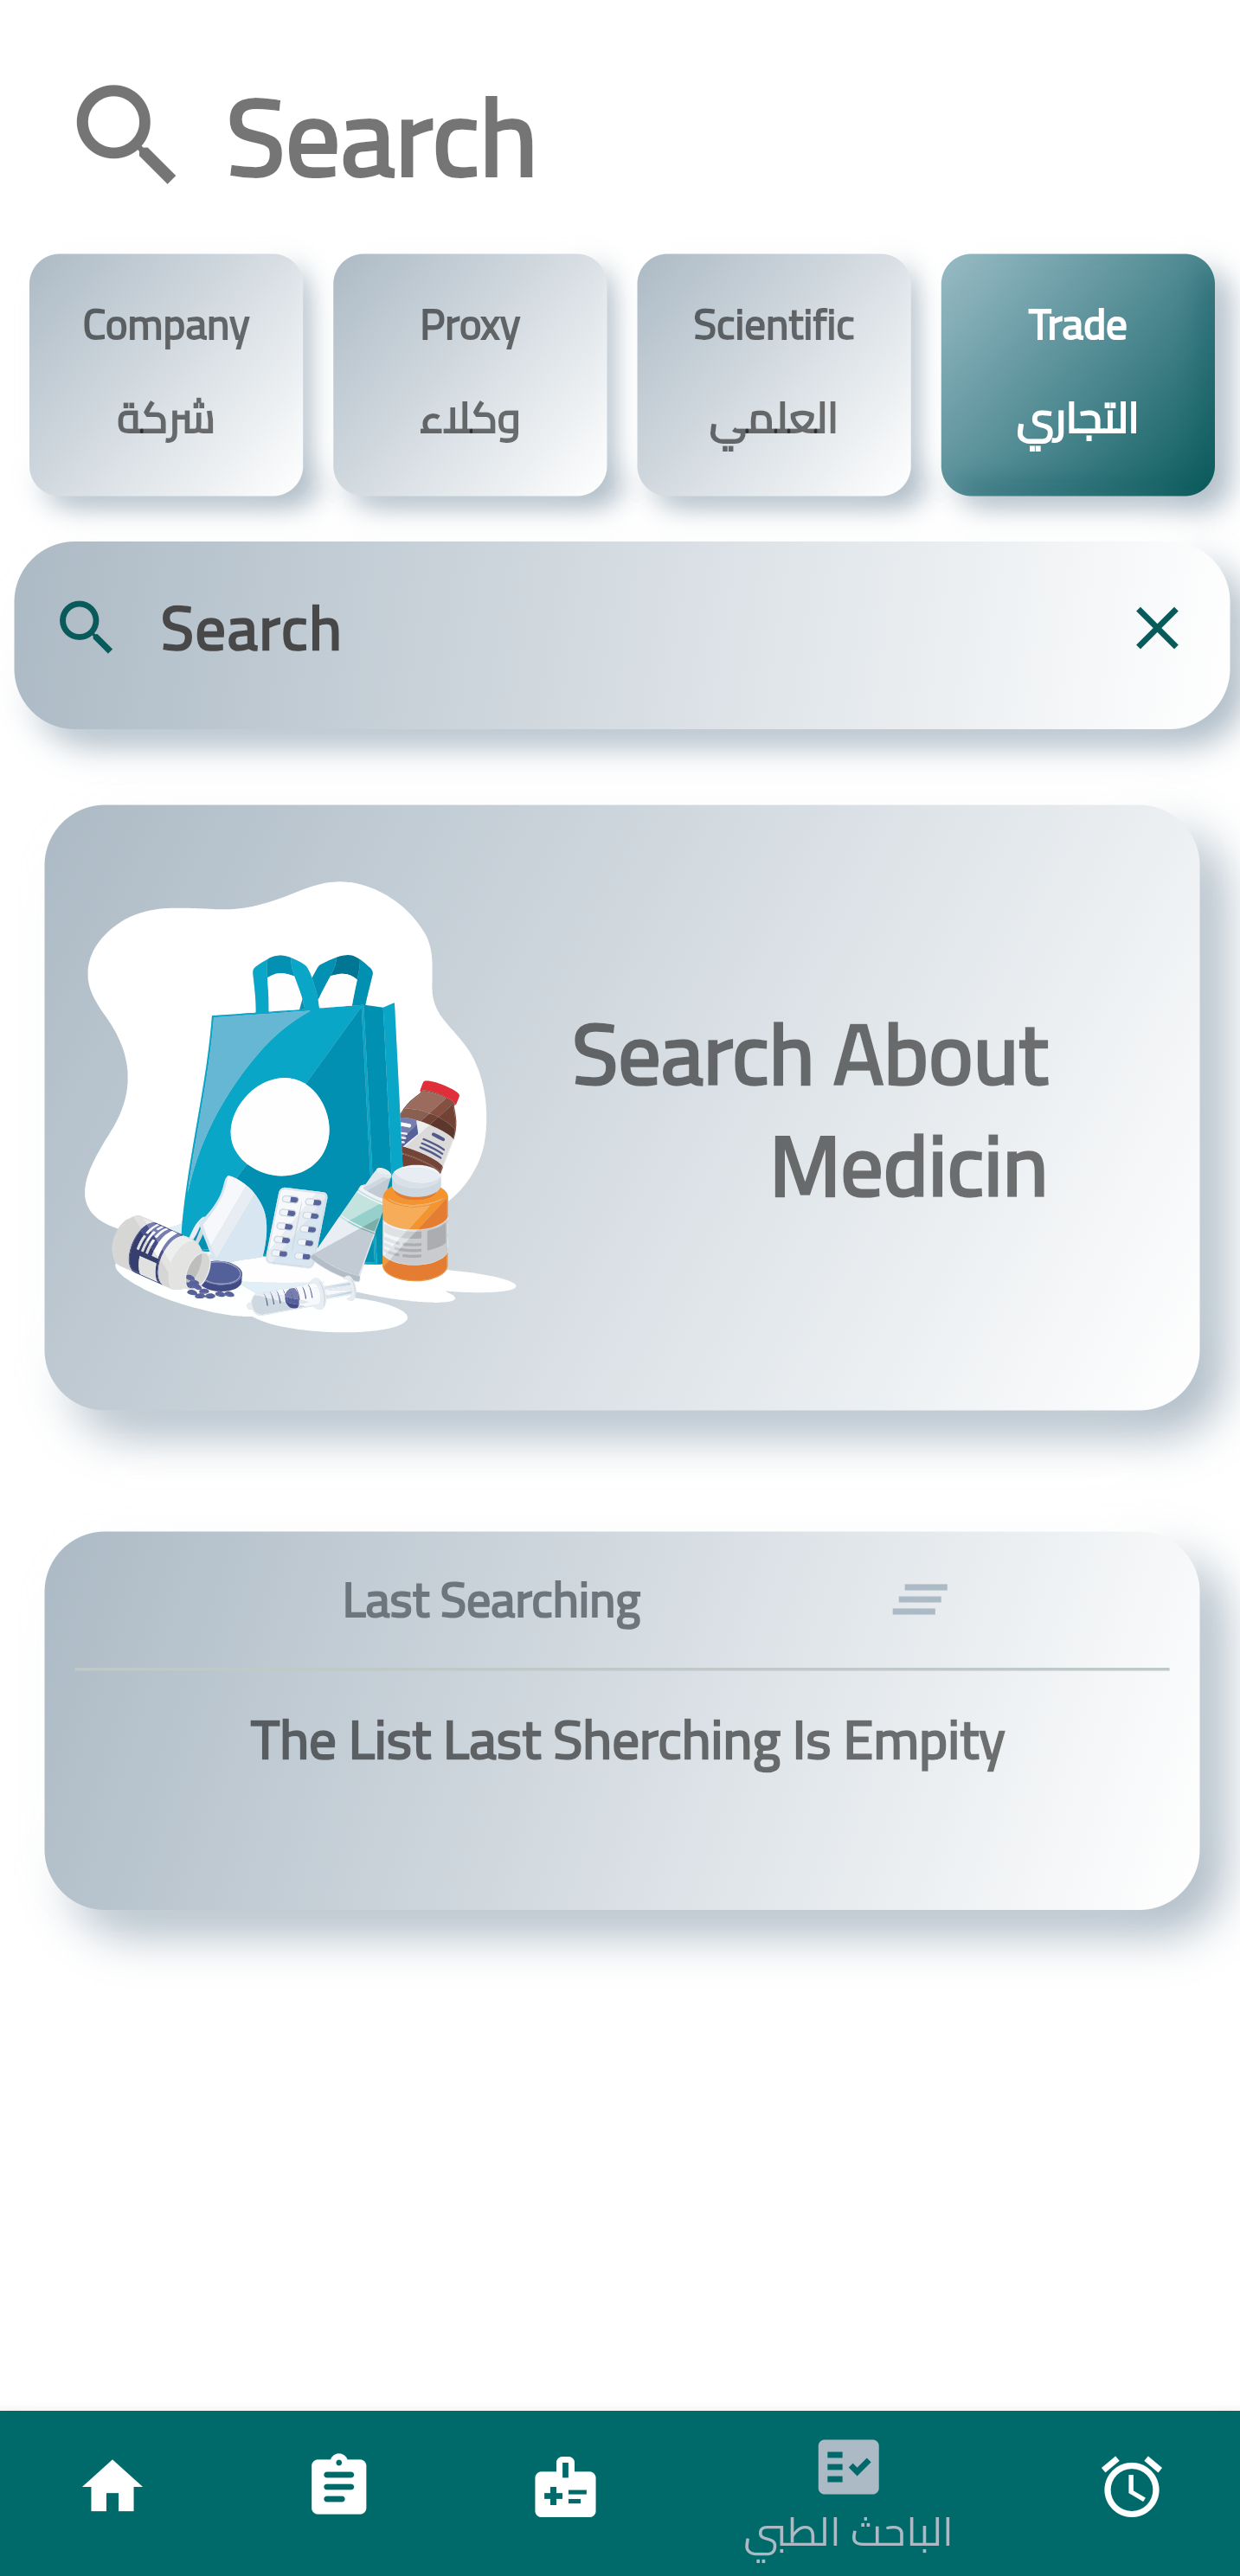 Search
Company
Proxy
Scientific
Trade
شركة
وكلاء
العلمي
التجاري
Search
Search About
Medicin
Last Searching
The List Last Sherching Is Empity
الباحث الطبي